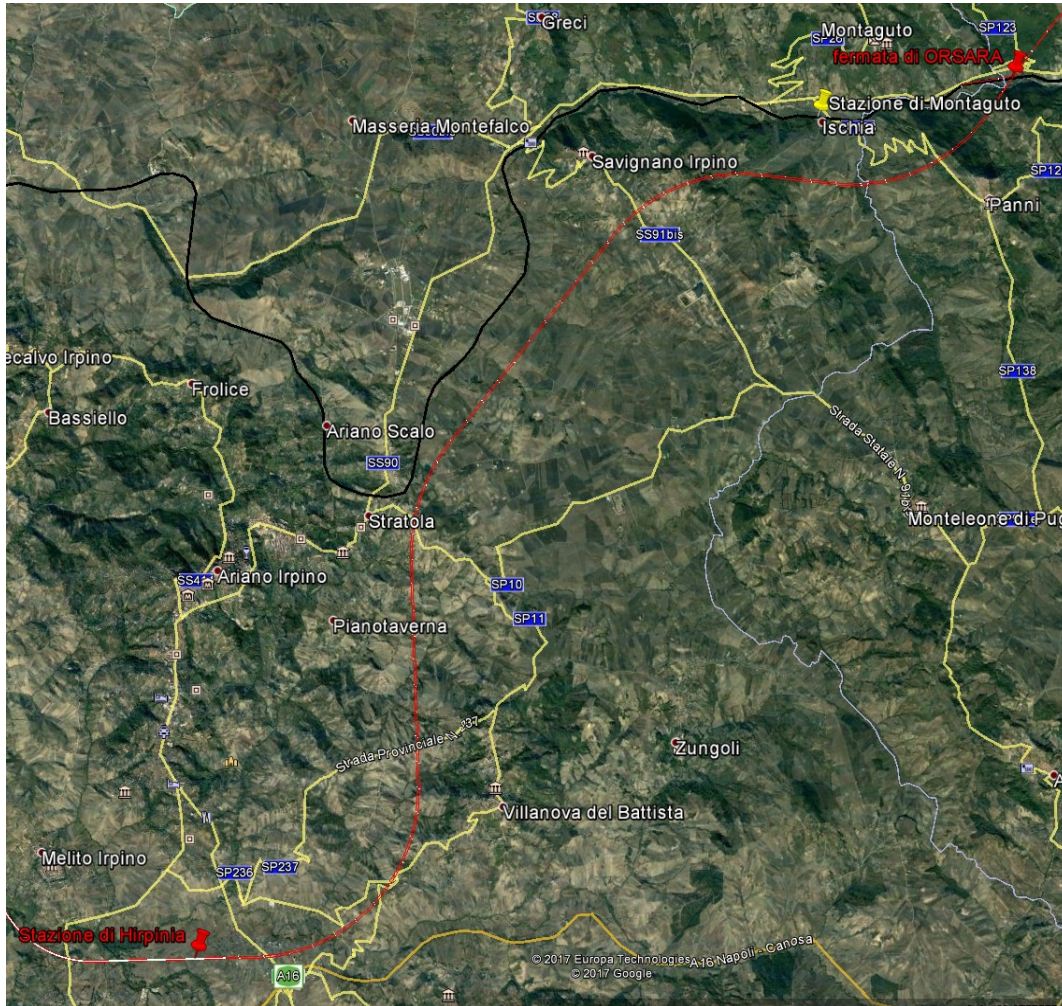 Greci
Montaguto
SP123
fermata di ORSARA
Stazione di Montaguto
Masseria Montefalco
Ischia
Savignano Irpino
Panni
SS91bis
SP138
ecalvo Irpino
Frolice
Bassiello
Ariano Scalo
SS90
Strada Statale N. 91bis
Stratola
Monteleone di Pug
Ariano Irpino
SP10
SP11
Pianotaverna
Strada Provinciale N. 237
Zungoli
Villanova del Battista
Melito Irpino
SP236
SP237
Stazione di Hirpinia
A16
A16 Napoli - Canosa
© 2017 Europa Technologies
© 2017 Google